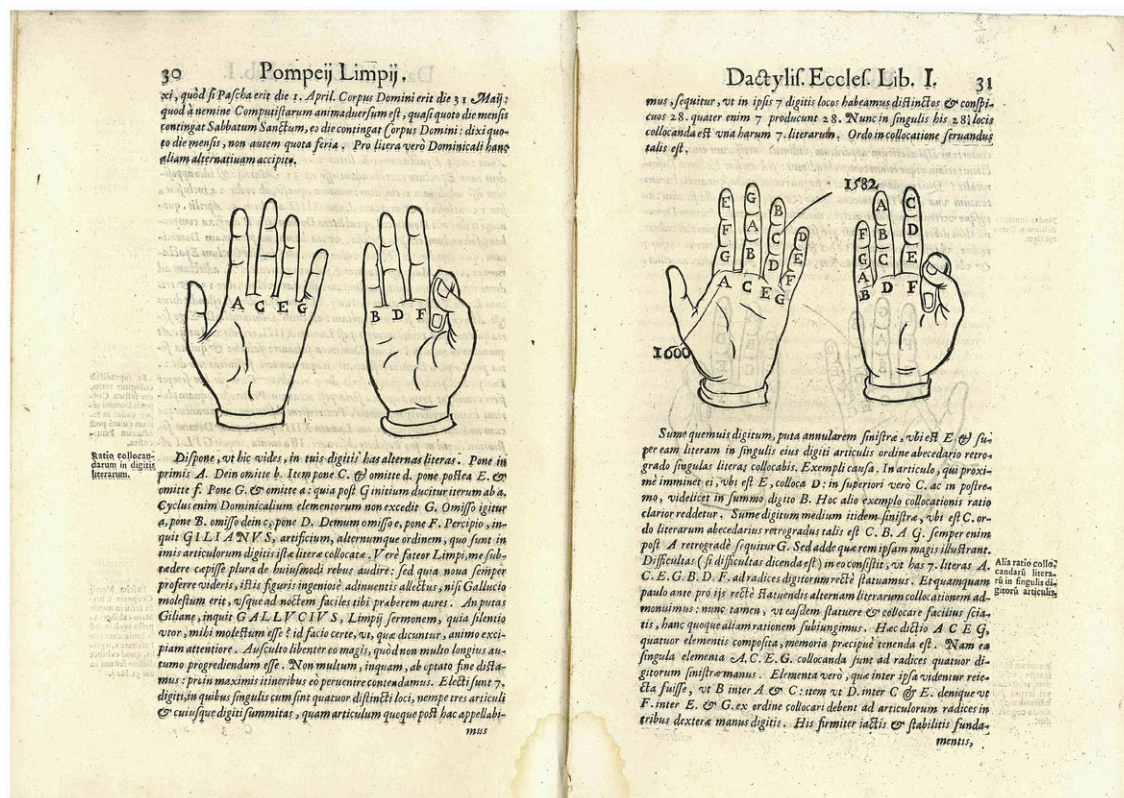 30 Pompeij Limpij,
xi, quòd si Pascha erit die 1. April. Corpus Domini erit die 31 Maij:
quod à nemine Computistarum animaduersum est, quasi quoto die mensis
contingat Sabbatum Sanctum, eo die contingat Corpus Domini: dixi quo-
to die mensis, non autem quota feria. Pro litera verò Dominicali hanc
aliam alternatiuam accipite.
A C E G
B D F
Ratio collocan-
darum in digitis
literarum.
Dispone, vt hic vides, in tuis digitis has alternas literas. Pone in
primis A. Dein omitte b. Item pone C. & omitte d. pone postea E. &
omitte f. Pone G. & omitte a: quia post G initium ducitur iterum ab a.
Cyclus enim Dominicalium elementorum non excedit G. Omisso igitur
a, pone B. omisso dein c, pone D. Demum omisso e, pone F. Percipio, in-
quit GILIANVS, artificium, alternumque ordinem, quo sunt in
imis articulorum digitis istæ literæ collocatæ. Verè fateor Limpi, me sub-
tædere cæpisse plura de huiusmodi rebus audire: sed quia noua semper
proferre videris, istis figuris ingeniosè adinuentis allectus, nisi Gallucio
molestum erit, vsque ad noctem faciles tibi præberem aures. An putas
Giliane, inquit GALLVCIVS, Limpij sermonem, quia silentio
vtor, mihi molestum esse? id facio certe, vt, quæ dicuntur, animo exci-
piam attentiore. Ausculto libenter eo magis, quòd non multo longius au-
tumo progrediendum esse. Non multum, inquam, ab optato fine dista-
mus: proin maximis itineribus eò peruenire contendamus. Electi sunt 7.
digiti, in quibus singulis cum sint quatuor distincti loci, nempe tres articuli
& cuiusque digiti summitas, quam articulum quoque post hac appellabi-
mus
Dactylis. Eccles. Lib. I. 31
mus, sequitur, vt in ipsis 7 digitis locos habeamus distinctos & conspi-
cuos 28. quater enim 7 producunt 28. Nunc in singulis his 28 locis
collocanda est vna harum 7. literarum. Ordo in collocatione seruandus
talis est.
1582
E G B D
F A C E
G B D F
A C E G
F A C
G B D
A C E
B D F
1600
Sume quemuis digitum, puta annularem sinistræ, vbi est E & su-
per eam literam in singulis eius digiti articulis ordine abecedario retro-
grado singulas literas collocabis. Exempli causa. In articulo, qui proxi-
me imminet ei, vbi est E, colloca D: in superiori verò C. ac in postre-
mo, videlicet in summo digito B. Hoc alio exemplo collocationis ratio
clarior reddetur. Sume digitum medium itidem sinistræ, vbi est C. or-
do literarum abecedarius retrogradus talis est C. B. A G. semper enim
post A retrogradè sequitur G. Sed adde quæ rem ipsam magis illustrant.
Difficultas (si difficultas dicenda est) in eo consistit, vt has 7. literas A.
C. E. G. B. D. F. ad radices digitorum rectè statuamus. Et quamquam
paulo ante pro ijs rectè statuendis alternam literarum collocationem ad-
monuimus: nunc tamen, vt easdem statuere & collocare facilius scia-
tis, hanc quoque aliam rationem subiungimus. Hæc dictio A C E G,
quatuor elementis composita, memoria præcipuè tenenda est. Nam ea
singula elementa A. C. E. G. collocanda sunt ad radices quatuor di-
gitorum sinistræ manus. Elementa verò, quæ inter ipsa videntur reie-
cta fuisse, vt B inter A & C: item vt D. inter C & E. denique vt
F. inter E. & G. ex ordine collocari debent ad articulorum radices in
tribus dexteræ manus digitis. His firmiter iactis & stabilitis funda-
mentis,
Alia ratio collo-
candarū litera-
rū in singulis di-
gitorū articulis.